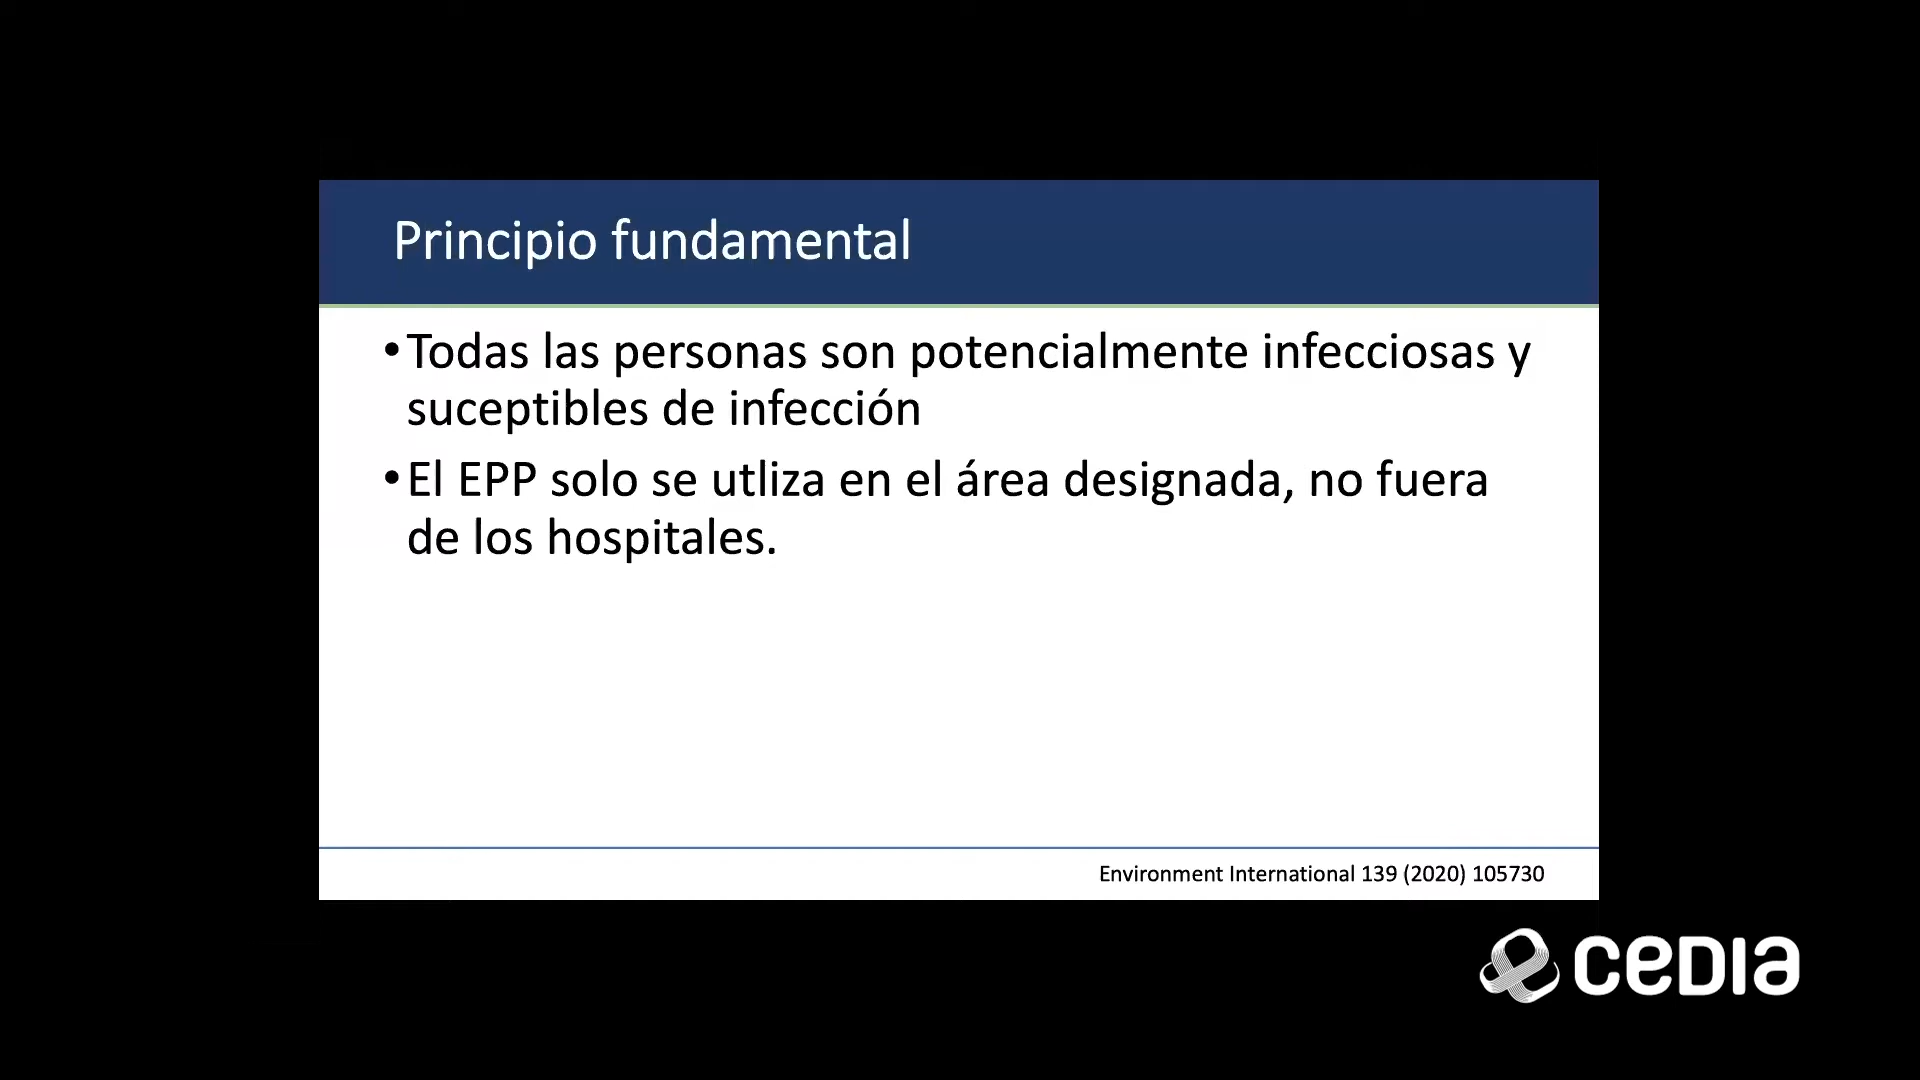 Principio fundamental
•Todas las personas son potencialmente infecciosas y
suceptibles de infección
•El EPP solo se utliza en el área designada, no fuera
de los hospitales.
Environment International 139 (2020) 105730
CEDIA